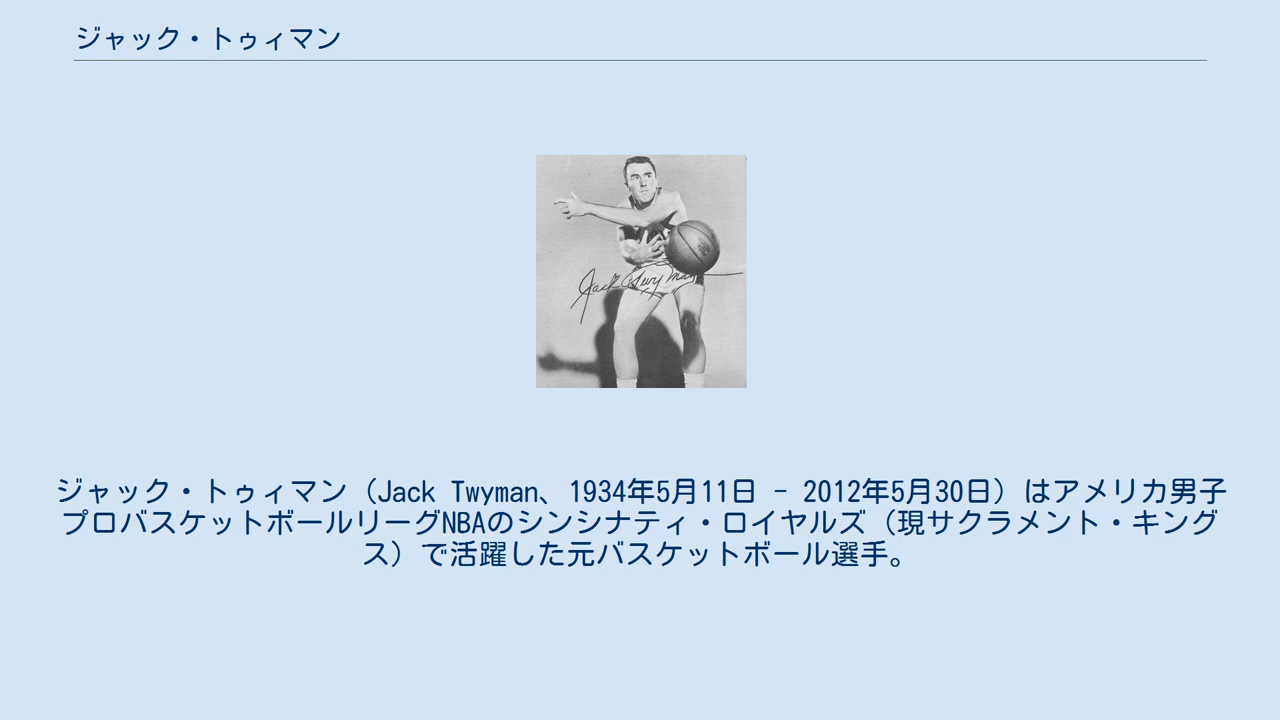 ジャック・トゥィマン
Jack Twyman
ジャック・トゥィマン（Jack Twyman、1934年5月11日 - 2012年5月30日）はアメリカ男子
プロバスケットボールリーグNBAのシンシナティ・ロイヤルズ（現サクラメント・キング
ス）で活躍した元バスケットボール選手。